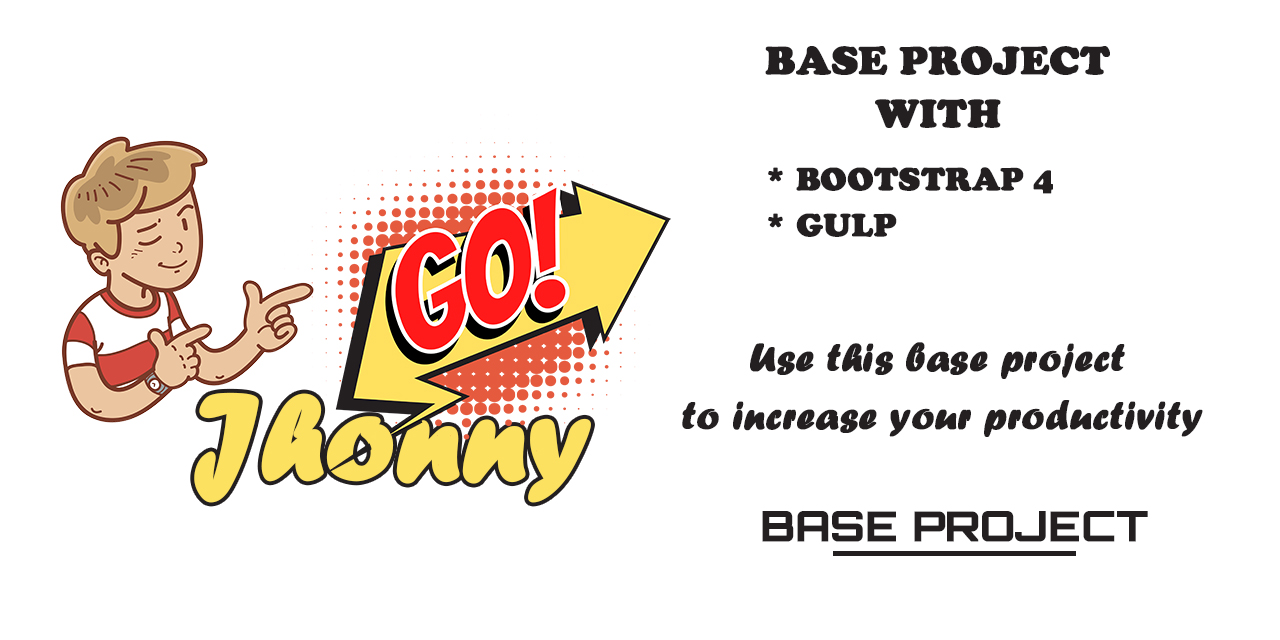 GO!
Jhonny
BASE PROJECT
WITH
* BOOTSTRAP 4
* GULP
Use this base project
to increase your productivity
BASE PROJECT